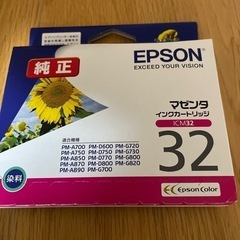 EPSON
EXCEED YOUR VISION
純正
マゼンタ
インクカートリッジ
ICM32
32
適合機種
PM-A700 PM-D600 PM-G720
PM-A750 PM-D750 PM-G730
PM-A850 PM-D770 PM-G800
PM-A870 PM-D800 PM-G820
PM-A890 PM-G700
染料
Epson Color